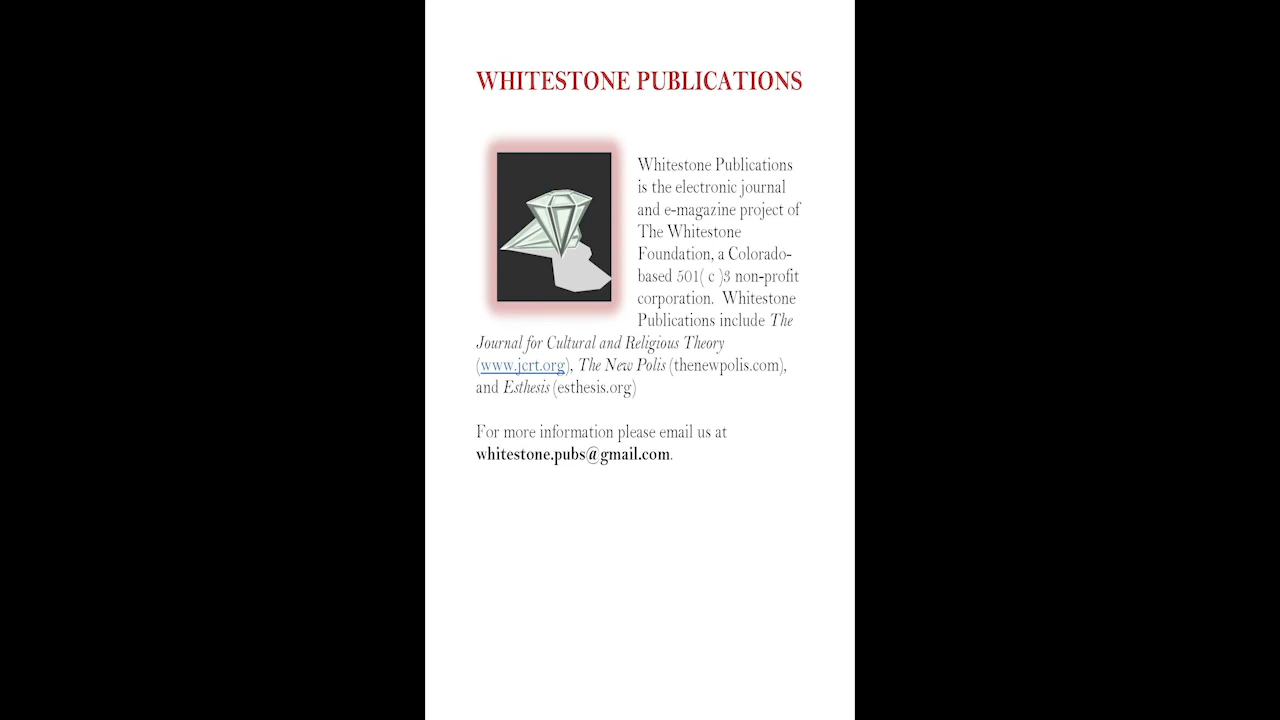 WHITESTONE PUBLICATIONS
Whitestone Publications
is the electronic journal
and e-magazine project of
The Whitestone
Foundation, a Colorado-
based 501( c )3 non-profit
corporation.  Whitestone
Publications include The
Journal for Cultural and Religious Theory
(www.jcrt.org), The New Polis (thenewpolis.com),
and Esthesis (esthesis.org)
For more information please email us at
whitestone.pubs@gmail.com.